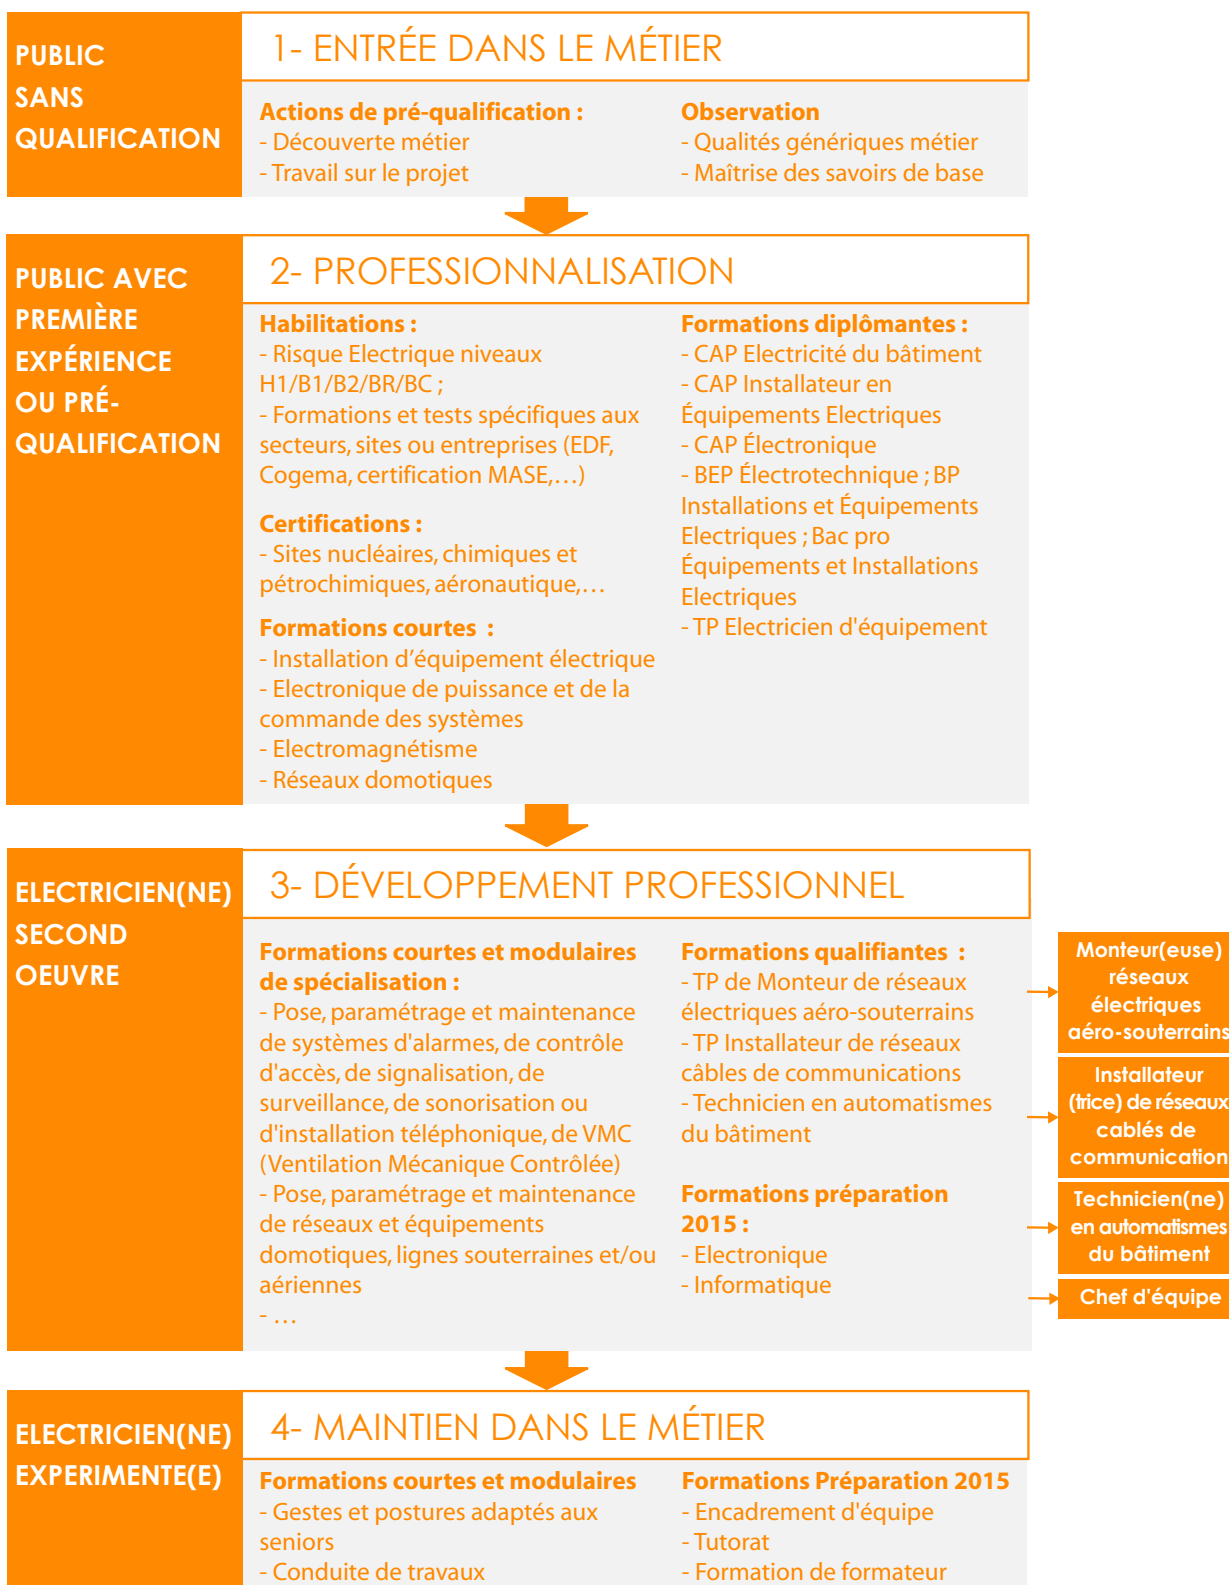 PUBLIC
SANS
QUALIFICATION
1- ENTRÉE DANS LE MÉTIER
Actions de pré-qualification :
- Découverte métier
- Travail sur le projet
Observation
- Qualités génériques métier
- Maîtrise des savoirs de base
PUBLIC AVEC
PREMIÈRE
EXPÉRIENCE
OU PRÉ-
QUALIFICATION
2- PROFESSIONNALISATION
Habilitations :
- Risque Electrique niveaux
H1/B1/B2/BR/BC ;
- Formations et tests spécifiques aux
secteurs, sites ou entreprises (EDF,
Cogema, certification MASE,…)
Certifications :
- Sites nucléaires, chimiques et
pétrochimiques, aéronautique,…
Formations courtes :
- Installation d’équipement électrique
- Electronique de puissance et de la
commande des systèmes
- Electromagnétisme
- Réseaux domotiques
Formations diplômantes :
- CAP Electricité du bâtiment
- CAP Installateur en
Équipements Electriques
- CAP Électronique
- BEP Électrotechnique ; BP
Installations et Équipements
Electriques ; Bac pro
Équipements et Installations
Electriques
- TP Electricien d'équipement
ELECTRICIEN(NE)
SECOND
OEUVRE
3- DÉVELOPPEMENT PROFESSIONNEL
Formations courtes et modulaires
de spécialisation :
- Pose, paramétrage et maintenance
de systèmes d'alarmes, de contrôle
d'accès, de signalisation, de
surveillance, de sonorisation ou
d'installation téléphonique, de VMC
(Ventilation Mécanique Contrôlée)
- Pose, paramétrage et maintenance
de réseaux et équipements
domotiques, lignes souterraines et/ou
aériennes
- …
Formations qualifiantes :
- TP de Monteur de réseaux
électriques aéro-souterrains
- TP Installateur de réseaux
câbles de communications
- Technicien en automatismes
du bâtiment
Formations préparation
2015 :
- Electronique
- Informatique
Monteur(euse)
réseaux
électriques
aéro-souterrains
Installateur
(trice) de réseaux
cablés de
communication
Technicien(ne)
en automatismes
du bâtiment
Chef d'équipe
ELECTRICIEN(NE)
EXPERIMENTE(E)
4- MAINTIEN DANS LE MÉTIER
Formations courtes et modulaires
- Gestes et postures adaptés aux
seniors
- Conduite de travaux
Formations Préparation 2015
- Encadrement d'équipe
- Tutorat
- Formation de formateur